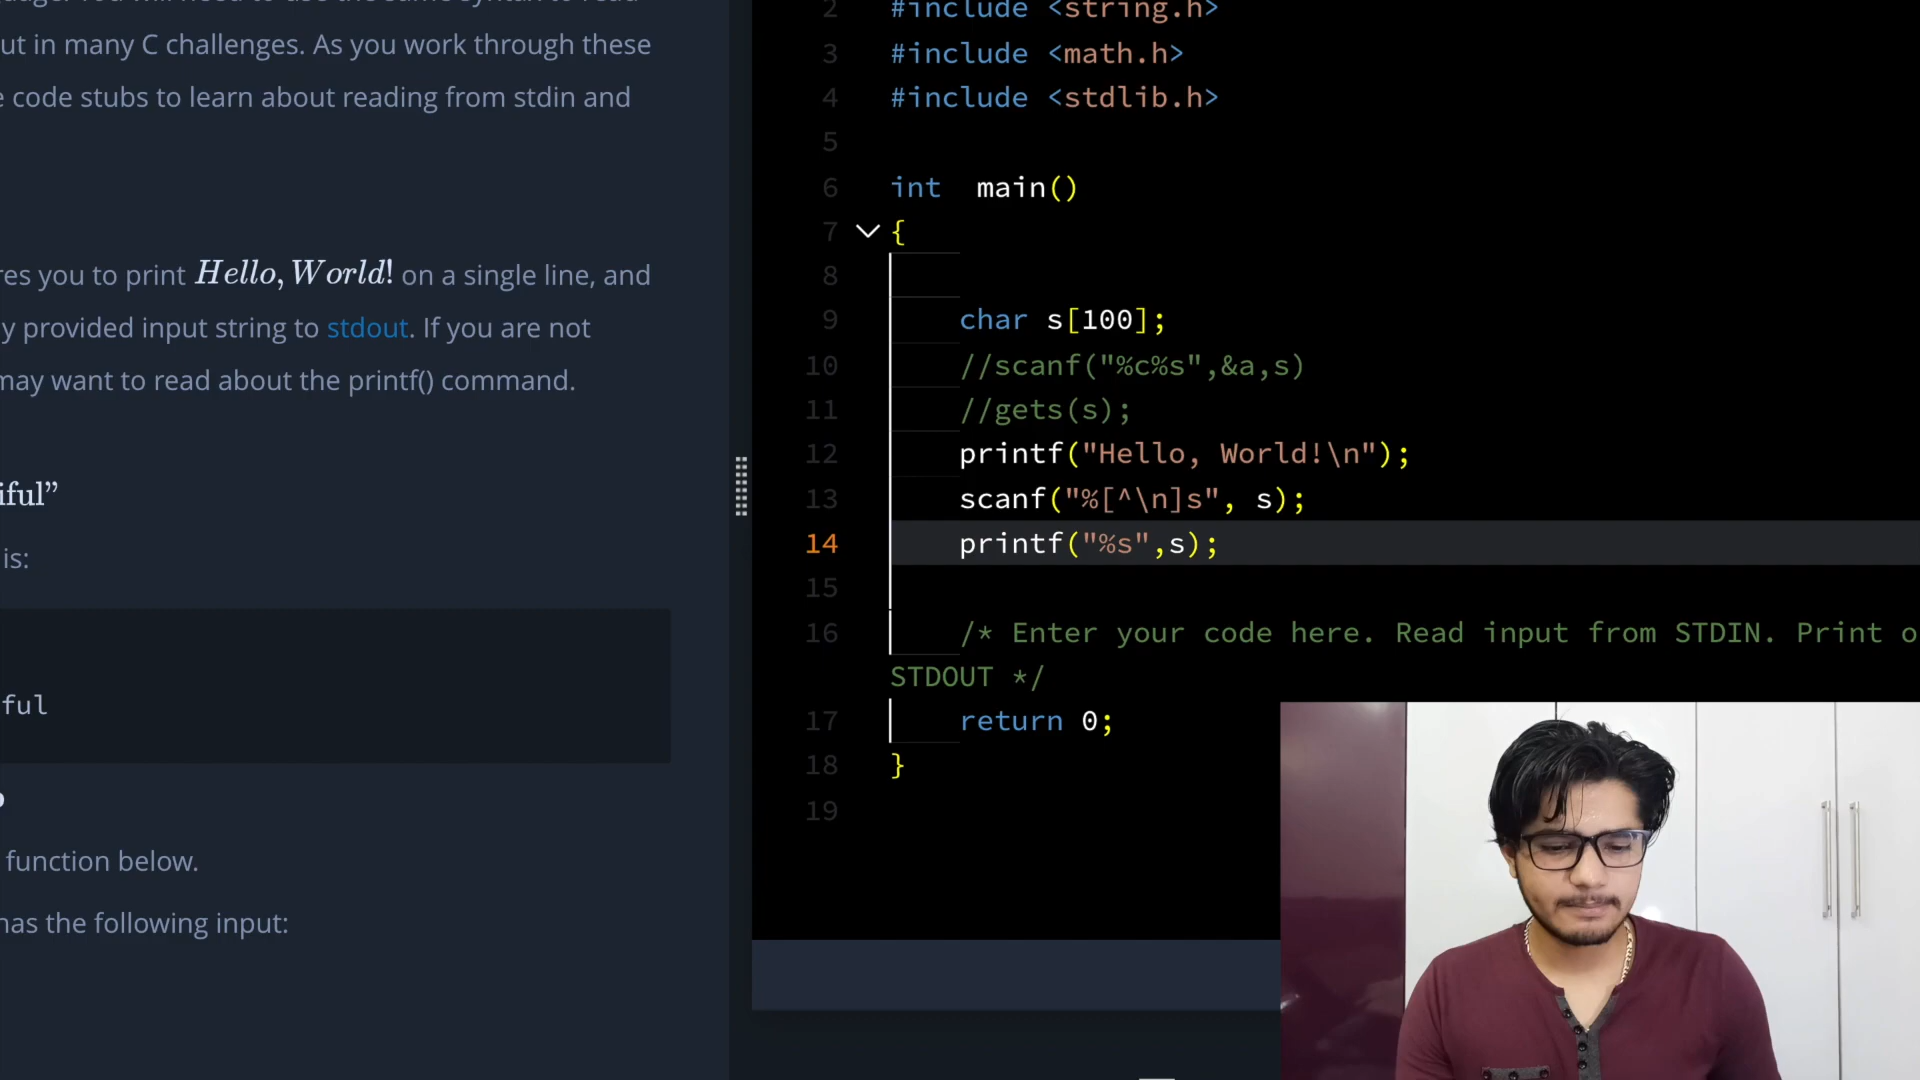 ut in many C challenges. As you work through these
e code stubs to learn about reading from stdin and
res you to print Hello, World! on a single line, and
y provided input string to stdout. If you are not
may want to read about the printf() command.
iful”
is:
ful
function below.
has the following input:
2 #include <string.h>
3 #include <math.h>
4 #include <stdlib.h>
5
6 int main()
7 {
8
9 char s[100];
10 //scanf("%c%s",&a,s)
11 //gets(s);
12 printf("Hello, World!\n");
13 scanf("%[^\n]s", s);
14 printf("%s",s);
15
16 /* Enter your code here. Read input from STDIN. Print o
STDOUT */
17 return 0;
18 }
19